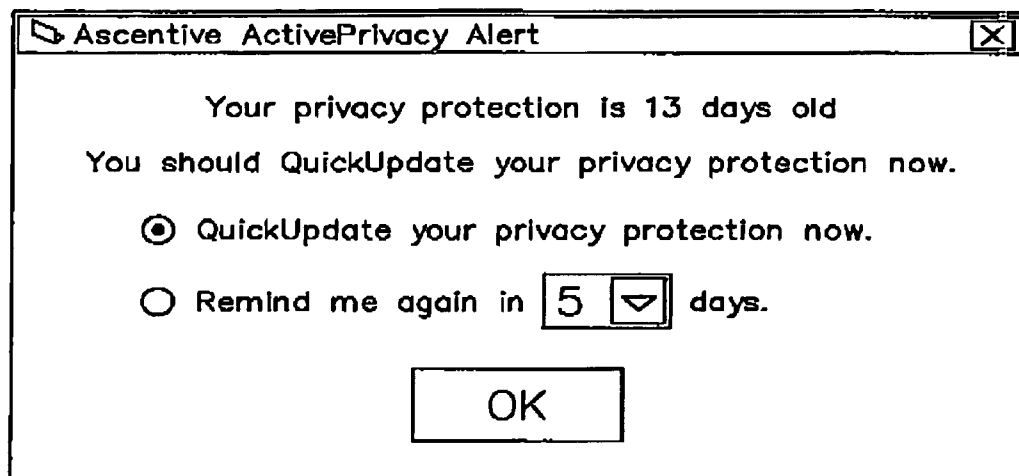 Ascentive ActivePrivacy Alert
Your privacy protection is 13 days old
You should QuickUpdate your privacy protection now.
QuickUpdate your privacy protection now.
Remind me again in 5 days.
OK